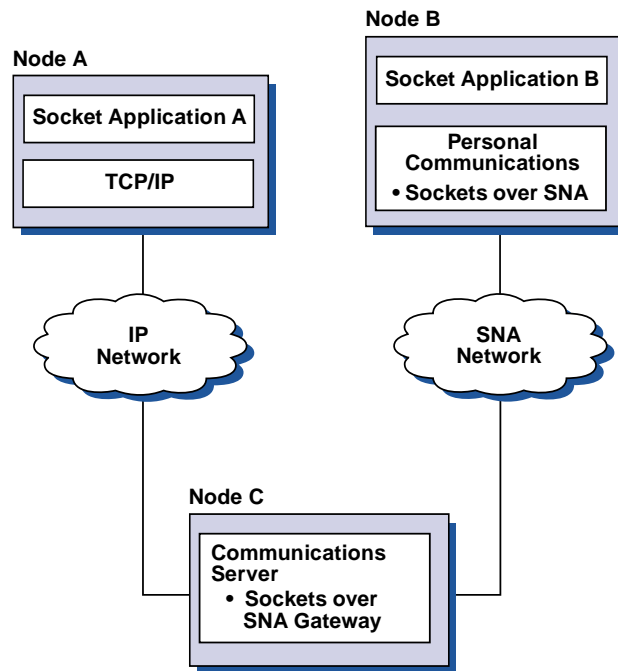 Node A
Socket Application A
TCP/IP
Node B
Socket Application B
Personal
Communications
• Sockets over SNA
IP
Network
SNA
Network
Node C
Communications
Server
• Sockets over
SNA Gateway